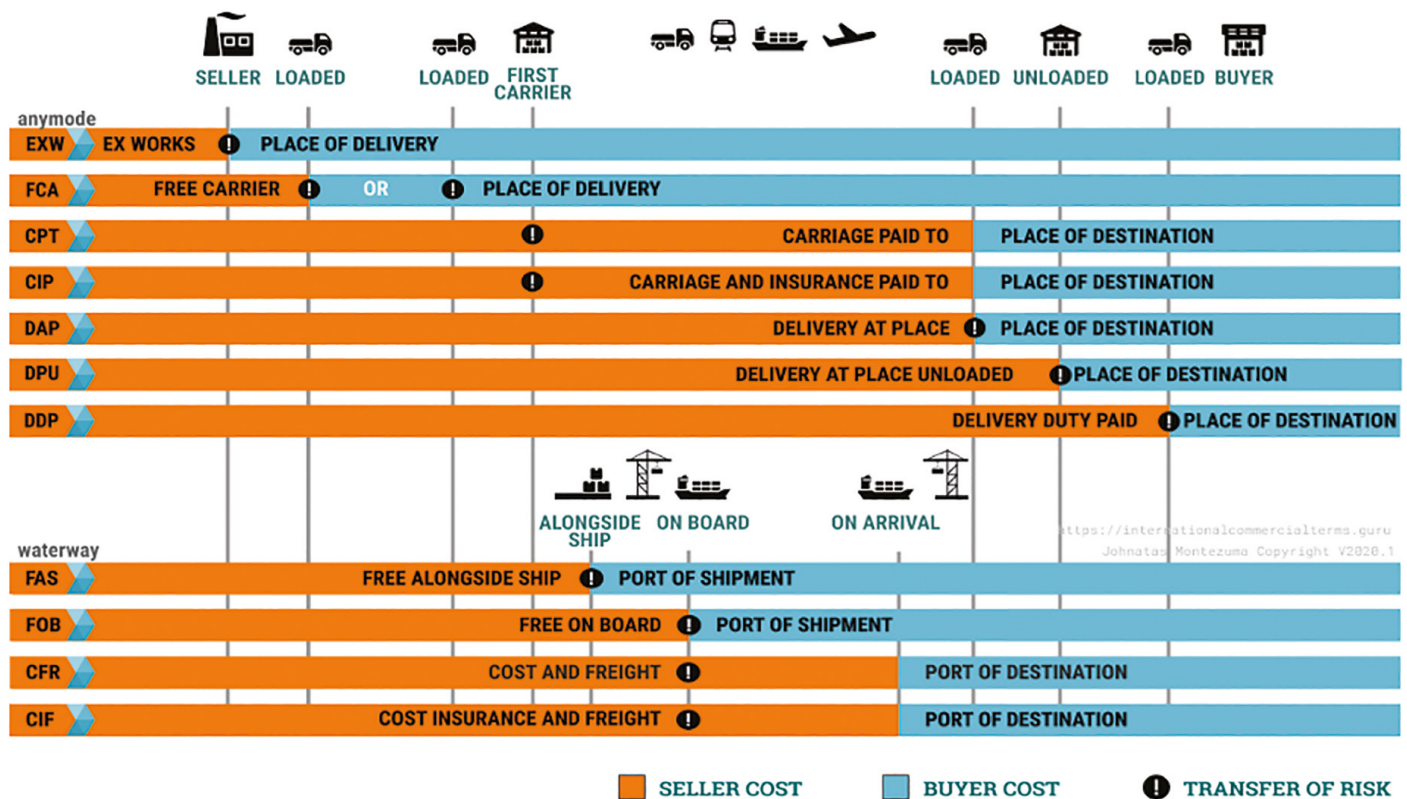 SELLER LOADED LOADED FIRST CARRIER LOADED UNLOADED LOADED BUYER
anymode
EXW EX WORKS ! PLACE OF DELIVERY
FCA FREE CARRIER ! OR ! PLACE OF DELIVERY
CPT ! CARRIAGE PAID TO PLACE OF DESTINATION
CIP ! CARRIAGE AND INSURANCE PAID TO PLACE OF DESTINATION
DAP DELIVERY AT PLACE ! PLACE OF DESTINATION
DPU DELIVERY AT PLACE UNLOADED ! PLACE OF DESTINATION
DDP DELIVERY DUTY PAID ! PLACE OF DESTINATION
ALONGSIDE SHIP ON BOARD ON ARRIVAL
https://internationalcommercialterms.guru
Johnatas Montezuma Copyright V2020.1
waterway
FAS FREE ALONGSIDE SHIP ! PORT OF SHIPMENT
FOB FREE ON BOARD ! PORT OF SHIPMENT
CFR COST AND FREIGHT ! PORT OF DESTINATION
CIF COST INSURANCE AND FREIGHT ! PORT OF DESTINATION
SELLER COST BUYER COST ! TRANSFER OF RISK